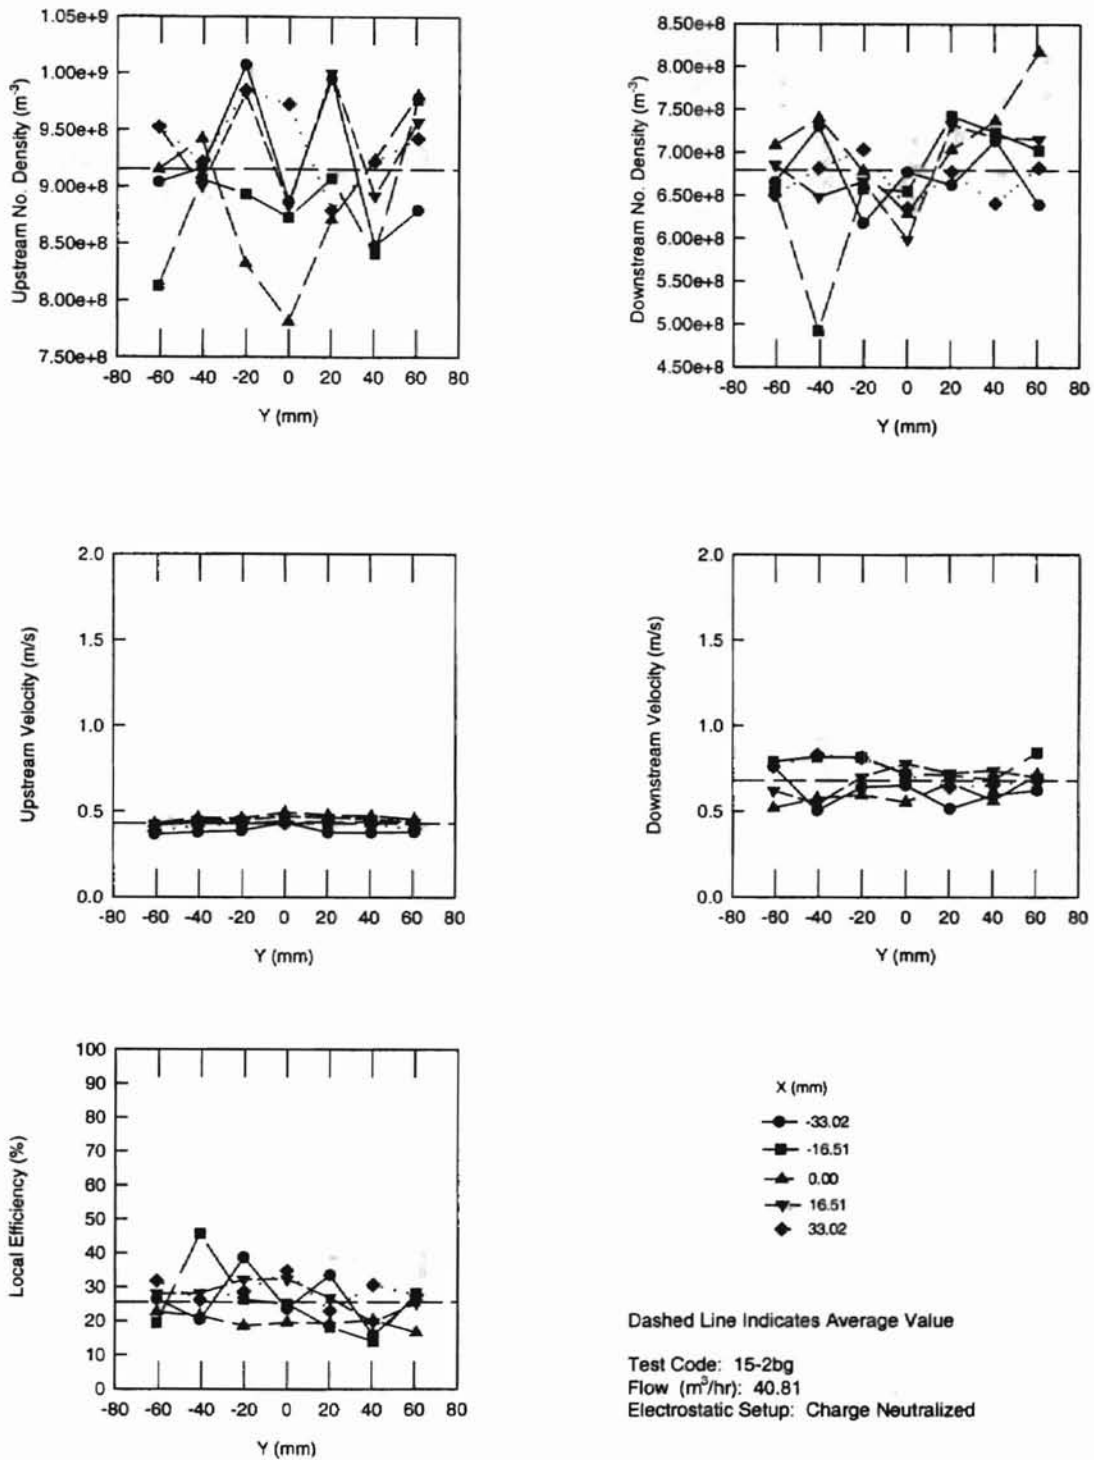 Upstream No. Density (m⁻³)
1.05e+9
1.00e+9
9.50e+8
9.00e+8
8.50e+8
8.00e+8
7.50e+8
-80 -60 -40 -20 0 20 40 60 80
Y (mm)
Downstream No. Density (m⁻³)
8.50e+8
8.00e+8
7.50e+8
7.00e+8
6.50e+8
6.00e+8
5.50e+8
5.00e+8
4.50e+8
-80 -60 -40 -20 0 20 40 60 80
Y (mm)
Upstream Velocity (m/s)
2.0
1.5
1.0
0.5
0.0
-80 -60 -40 -20 0 20 40 60 80
Y (mm)
Downstream Velocity (m/s)
2.0
1.5
1.0
0.5
0.0
-80 -60 -40 -20 0 20 40 60 80
Y (mm)
Local Efficiency (%)
100
90
80
70
60
50
40
30
20
10
0
-80 -60 -40 -20 0 20 40 60 80
Y (mm)
X (mm)
-33.02
-16.51
0.00
16.51
33.02
Dashed Line Indicates Average Value
Test Code: 15-2bg
Flow (m³/hr): 40.81
Electrostatic Setup: Charge Neutralized